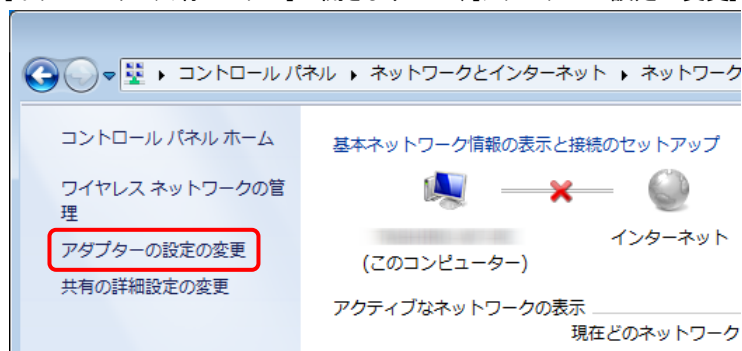 コントロール パネル ▸ ネットワークとインターネット ▸ ネットワーク
コントロール パネル ホーム
ワイヤレス ネットワークの管
理
アダプターの設定の変更
共有の詳細設定の変更
基本ネットワーク情報の表示と接続のセットアップ
(このコンピューター)
インターネット
アクティブなネットワークの表示
現在どのネットワーク